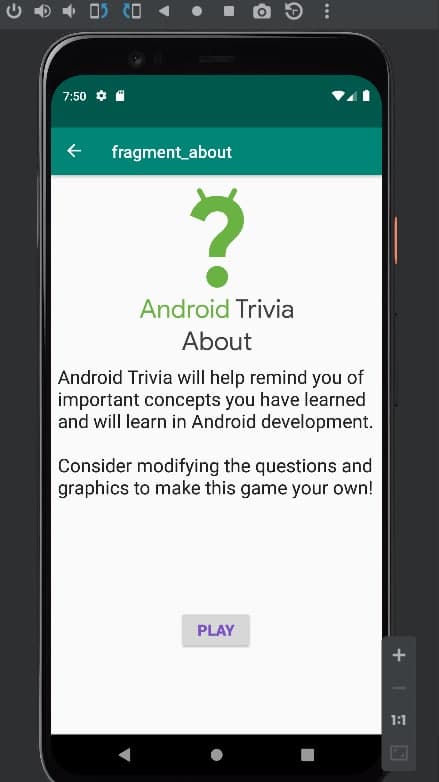 7:50
fragment_about
Android Trivia
About
Android Trivia will help remind you of
important concepts you have learned
and will learn in Android development.
Consider modifying the questions and
graphics to make this game your own!
PLAY
1:1